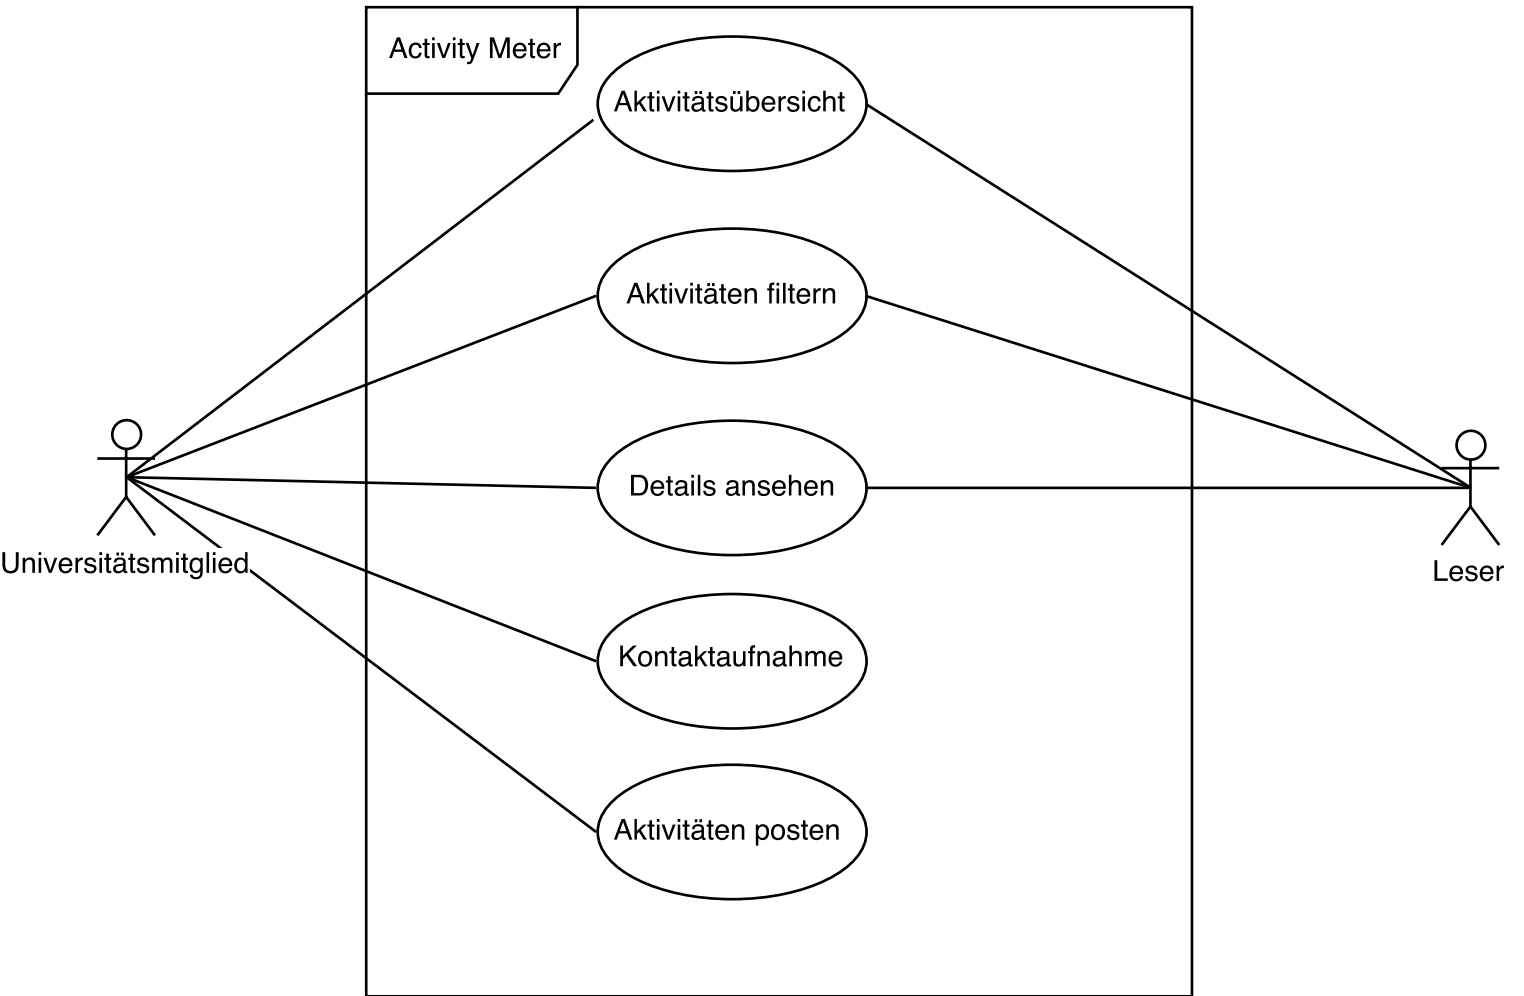 Activity Meter
Aktivitätsübersicht
Aktivitäten filtern
Details ansehen
Universitätsmitglied
Leser
Kontaktaufnahme
Aktivitäten posten